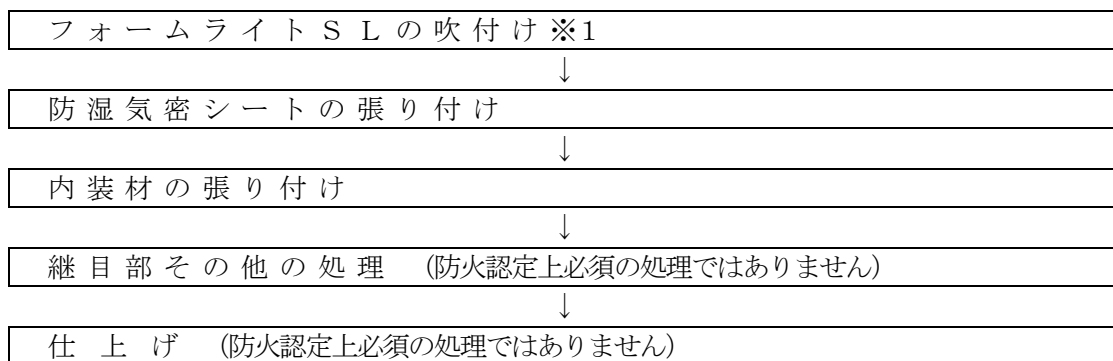 フォームライトＳＬの吹付け※1
↓
防湿気密シートの張り付け
↓
内装材の張り付け
↓
継目部その他の処理 (防火認定上必須の処理ではありません)
↓
仕上げ (防火認定上必須の処理ではありません)